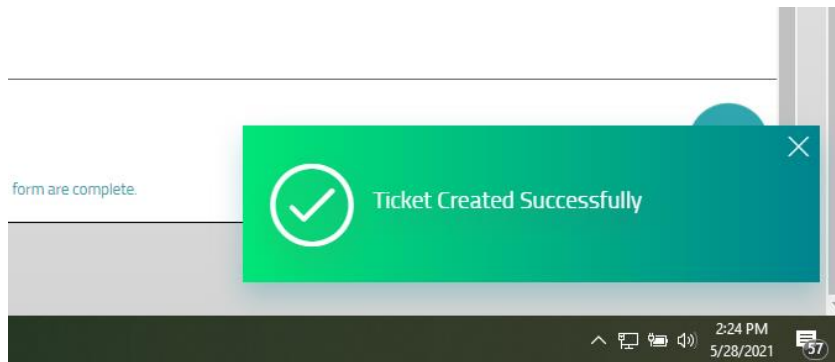 form are complete.
Ticket Created Successfully
2:24 PM
5/28/2021
57